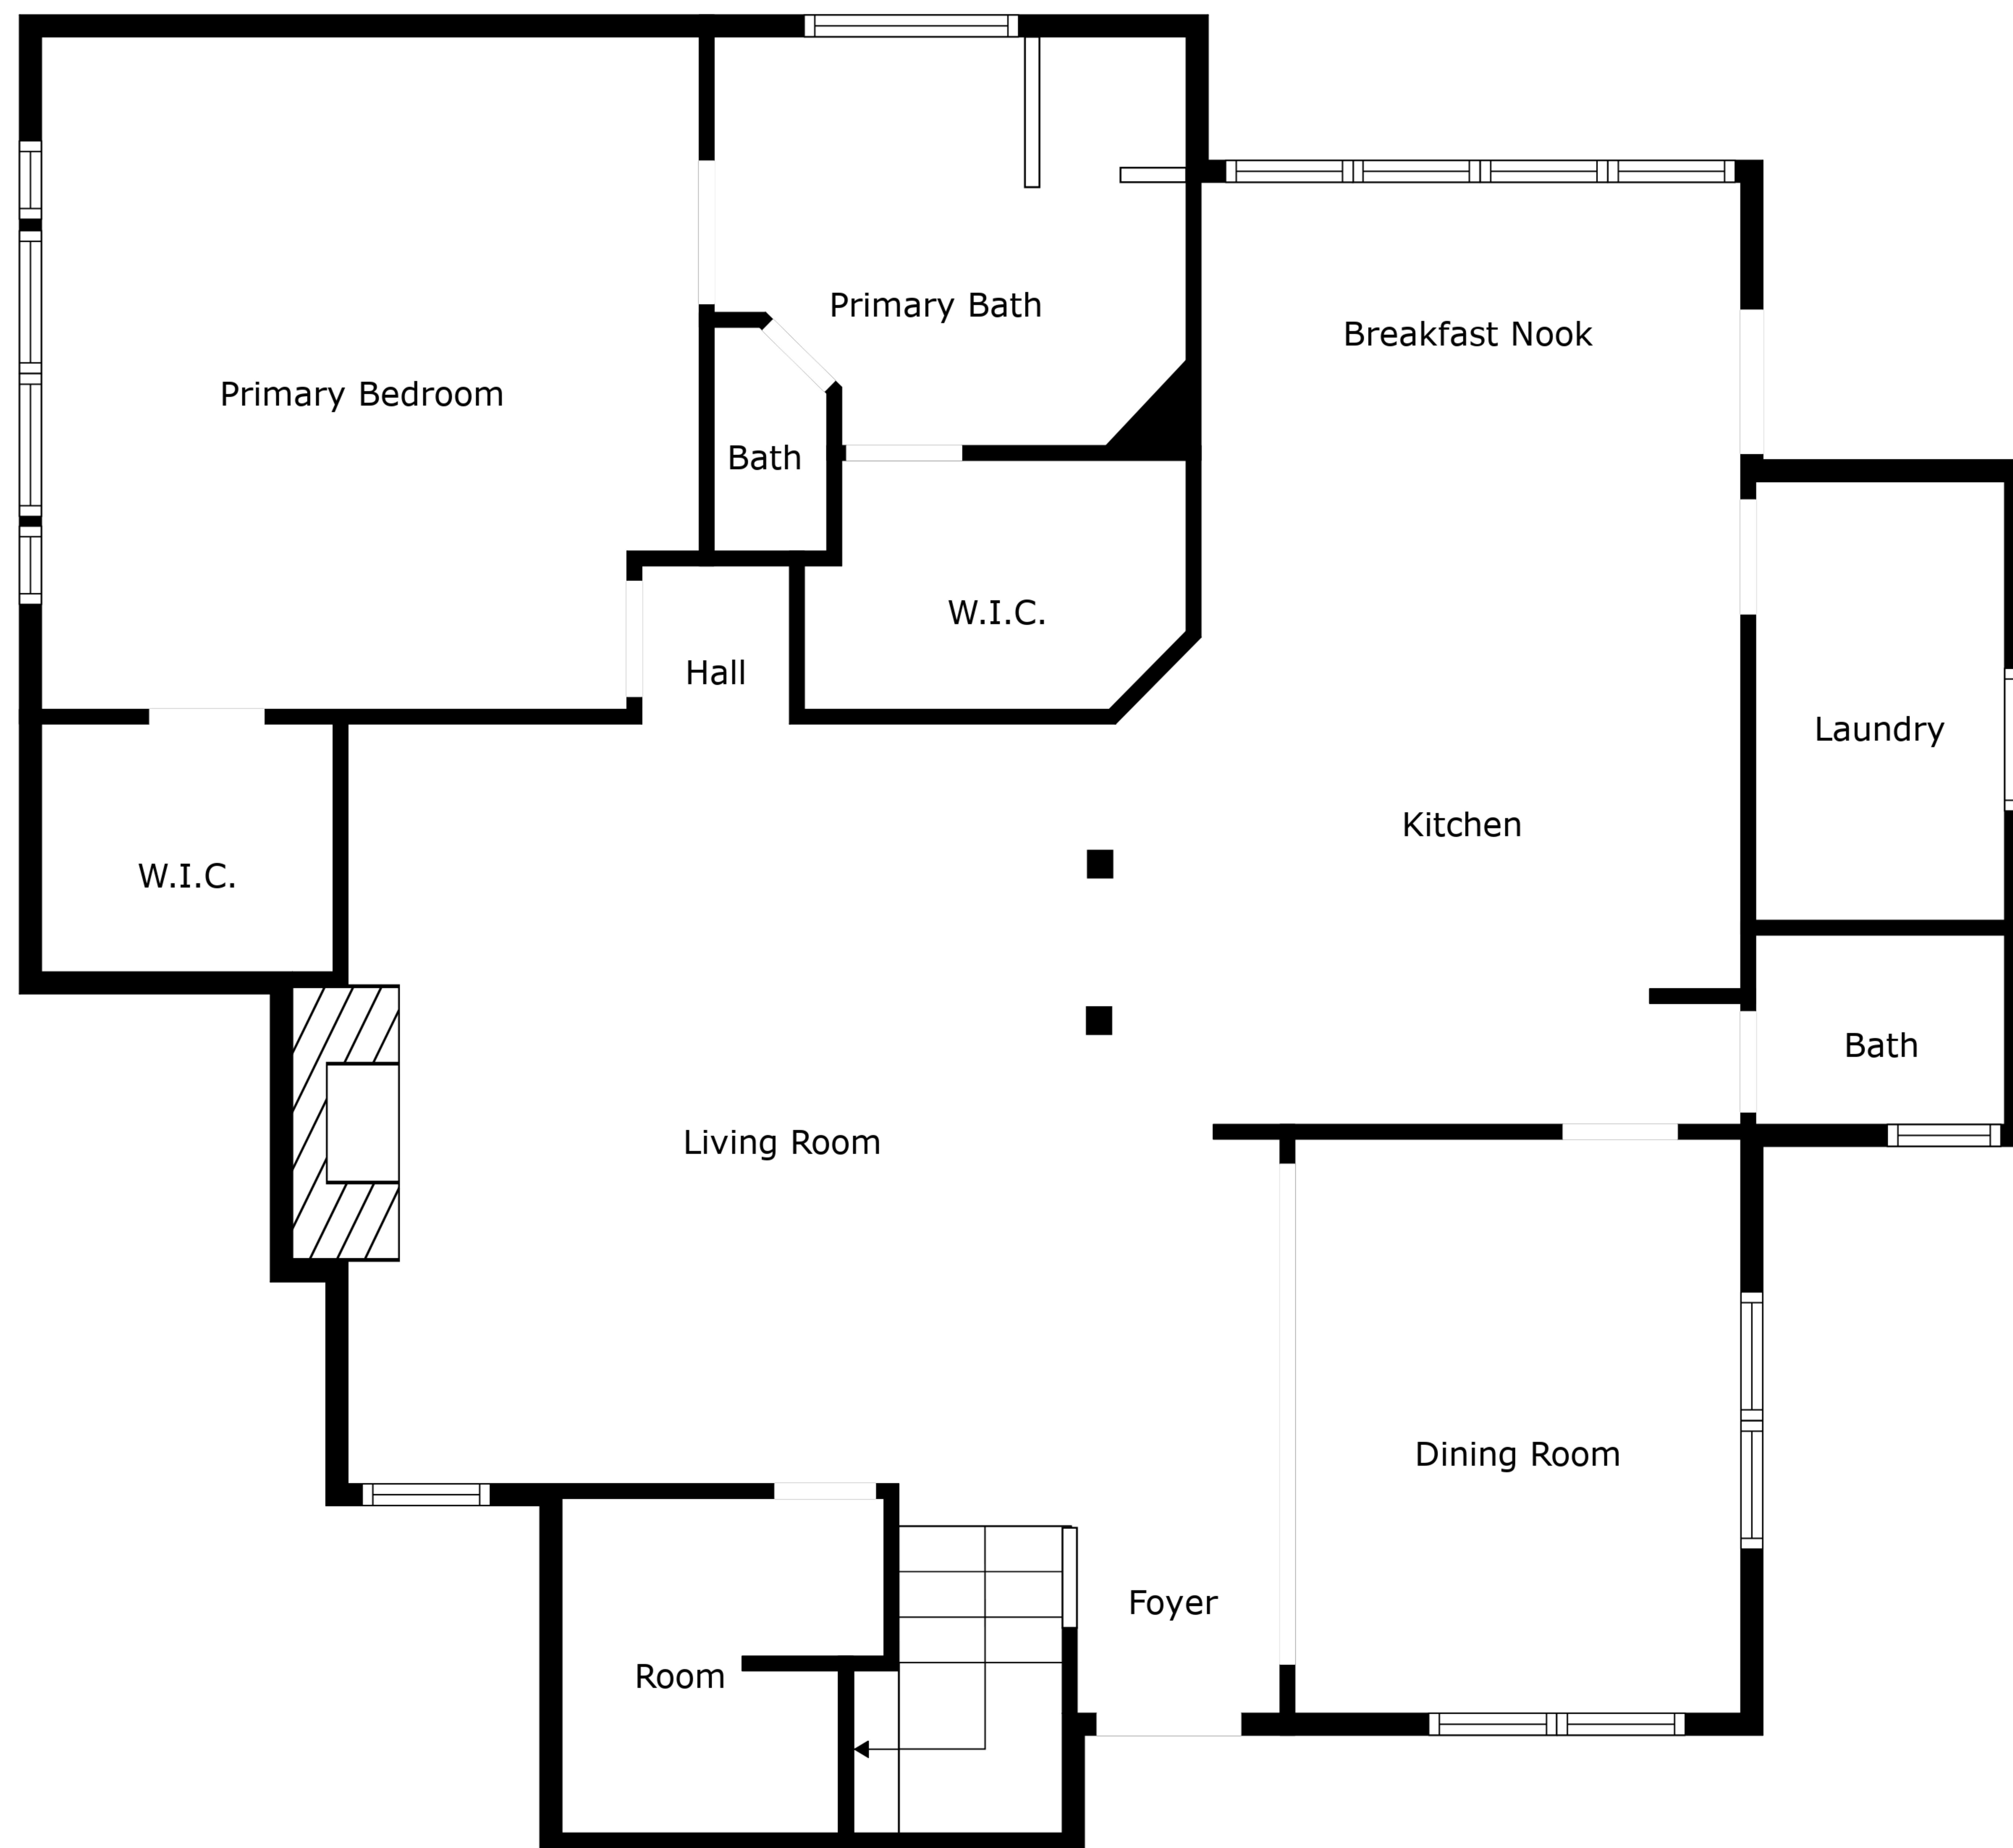 Primary Bath
Breakfast Nook
Primary Bedroom
Bath
W.I.C.
Hall
Laundry
Kitchen
W.I.C.
Bath
Living Room
Dining Room
Foyer
Room